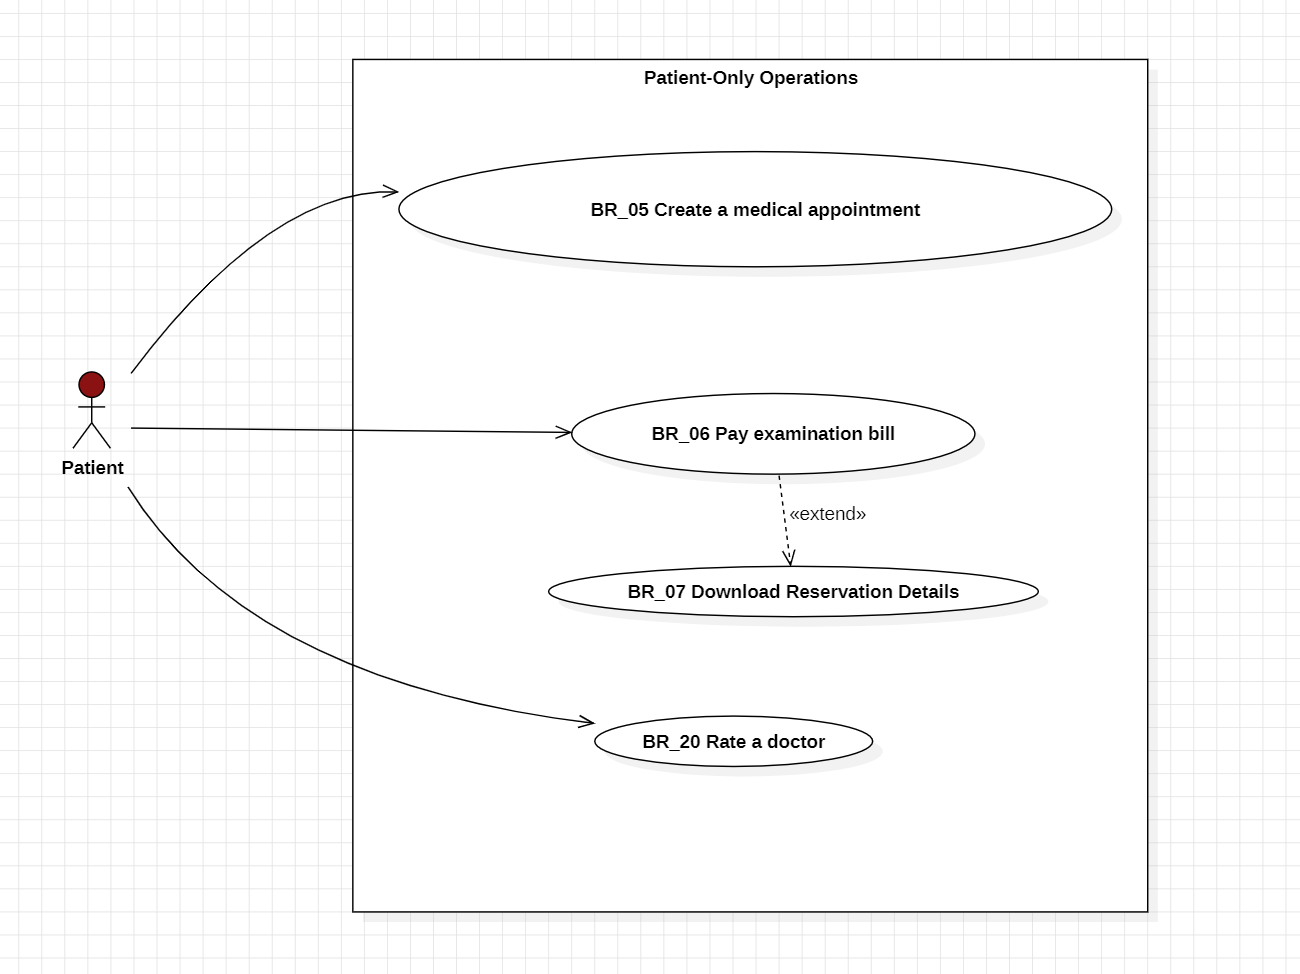 Patient-Only Operations
BR_05 Create a medical appointment
BR_06 Pay examination bill
Patient
«extend»
BR_07 Download Reservation Details
BR_20 Rate a doctor